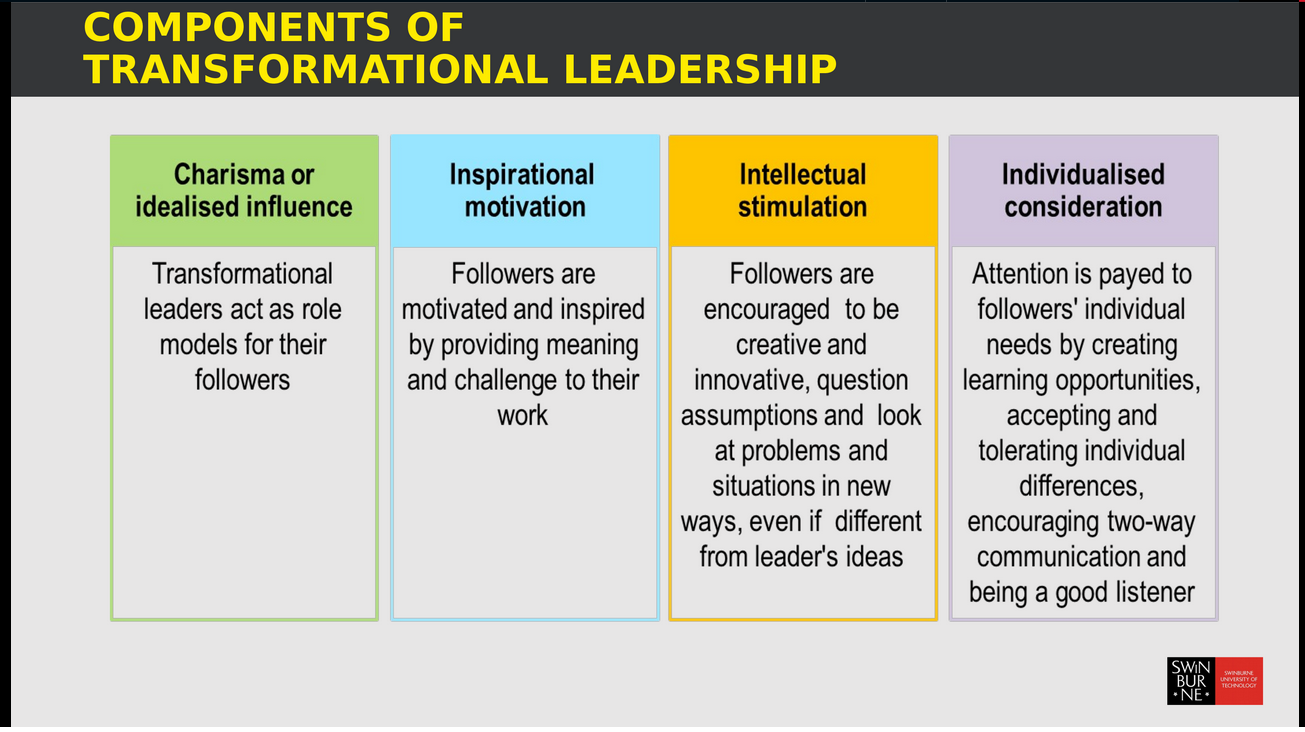 COMPONENTS OF
TRANSFORMATIONAL LEADERSHIP
Charisma or
idealised influence
Transformational
leaders act as role
models for their
followers
Inspirational
motivation
Followers are
motivated and inspired
by providing meaning
and challenge to their
work
Intellectual
stimulation
Followers are
encouraged to be
creative and
innovative, question
assumptions and look
at problems and
situations in new
ways, even if different
from leader's ideas
Individualised
consideration
Attention is payed to
followers' individual
needs by creating
learning opportunities,
accepting and
tolerating individual
differences,
encouraging two-way
communication and
being a good listener
SWIN
BUR
* NE *
SWINBURNE
UNIVERSITY OF
TECHNOLOGY